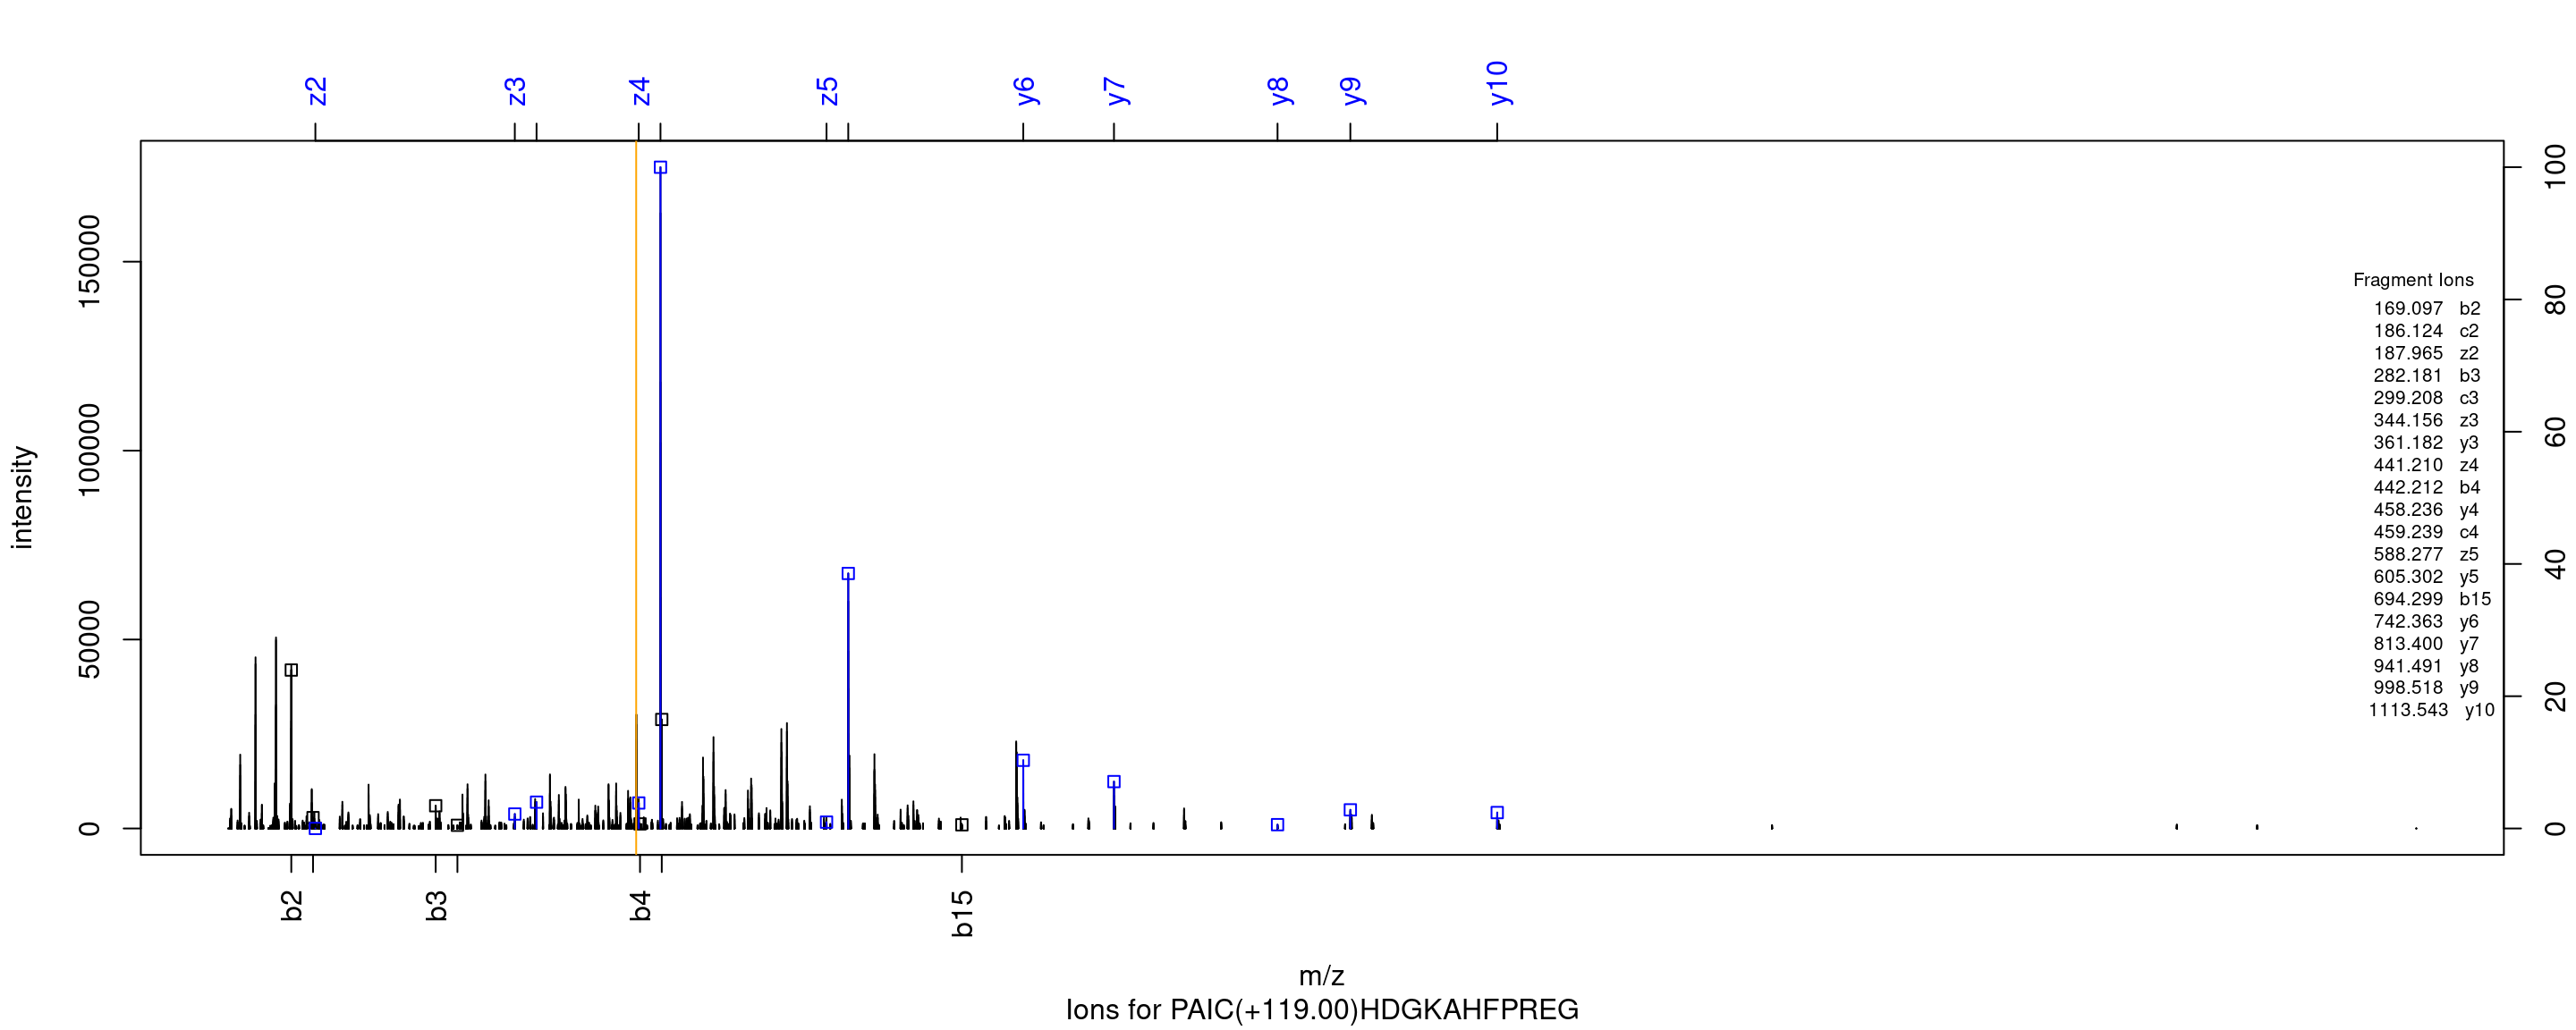 z2 z3 z4 z5 y6 y7 y8 y9 y10
intensity
0 50000 100000 150000
0 20 40 60 80 100
Fragment Ions
169.097 b2
186.124 c2
187.965 z2
282.181 b3
299.208 c3
344.156 z3
361.182 y3
441.210 z4
442.212 b4
458.236 y4
459.239 c4
588.277 z5
605.302 y5
694.299 b15
742.363 y6
813.400 y7
941.491 y8
998.518 y9
1113.543 y10
b2 b3 b4 b15
m/z
Ions for PAIC(+119.00)HDGKAHFPREG